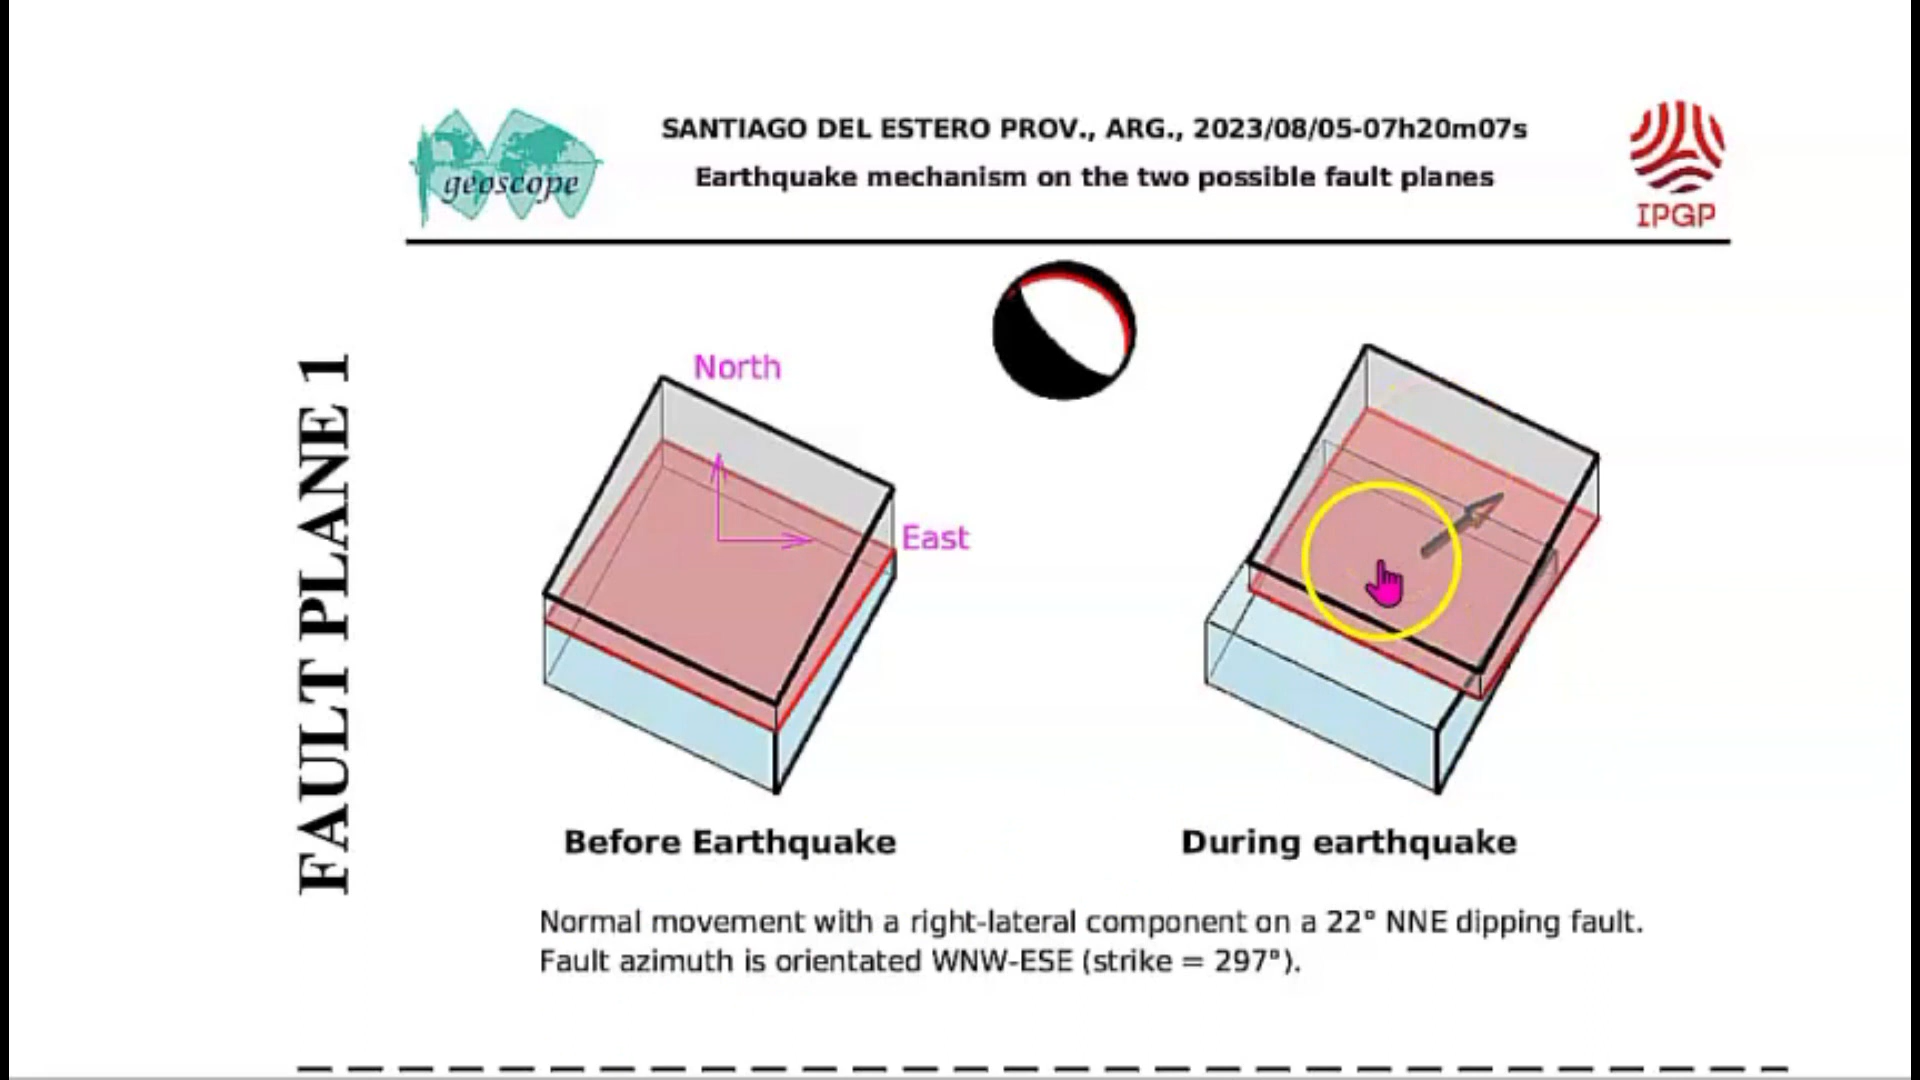 geoscope
SANTIAGO DEL ESTERO PROV., ARG., 2023/08/05-07h20m07s
Earthquake mechanism on the two possible fault planes
IPGP
FAULT PLANE 1
North
East
Before Earthquake
During earthquake
Normal movement with a right-lateral component on a 22° NNE dipping fault.
Fault azimuth is orientated WNW-ESE (strike = 297°).